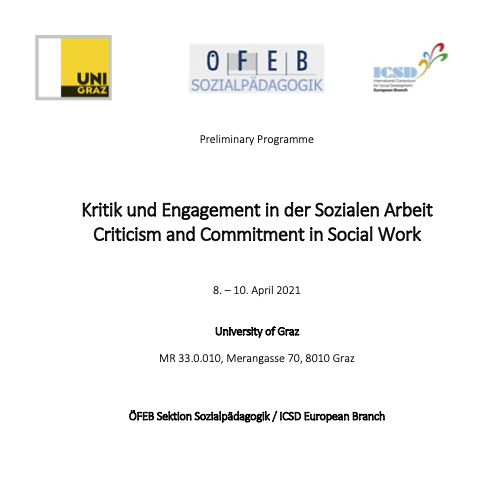 UNI
GRAZ
ÖFEB
SOZIALPÄDAGOGIK
ICSD
International Consortium
for Social Development
European Branch
Preliminary Programme
Kritik und Engagement in der Sozialen Arbeit
Criticism and Commitment in Social Work
8. – 10. April 2021
University of Graz
MR 33.0.010, Merangasse 70, 8010 Graz
ÖFEB Sektion Sozialpädagogik / ICSD European Branch